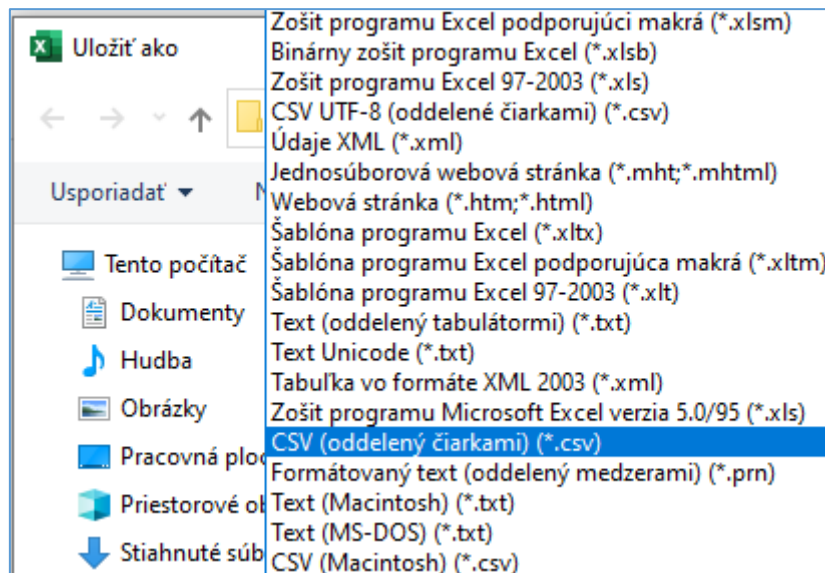 Uložiť ako
Usporiadať
N
Tento počítač
Dokumenty
Hudba
Obrázky
Pracovná ploc
Priestorové ob
Stiahnuté súb
Zošit programu Excel podporujúci makrá (*.xlsm)
Binárny zošit programu Excel (*.xlsb)
Zošit programu Excel 97-2003 (*.xls)
CSV UTF-8 (oddelené čiarkami) (*.csv)
Údaje XML (*.xml)
Jednosúborová webová stránka (*.mht;*.mhtml)
Webová stránka (*.htm;*.html)
Šablóna programu Excel (*.xltx)
Šablóna programu Excel podporujúca makrá (*.xltm)
Šablóna programu Excel 97-2003 (*.xlt)
Text (oddelený tabulátormi) (*.txt)
Text Unicode (*.txt)
Tabuľka vo formáte XML 2003 (*.xml)
Zošit programu Microsoft Excel verzia 5.0/95 (*.xls)
CSV (oddelený čiarkami) (*.csv)
Formátovaný text (oddelený medzerami) (*.prn)
Text (Macintosh) (*.txt)
Text (MS-DOS) (*.txt)
CSV (Macintosh) (*.csv)